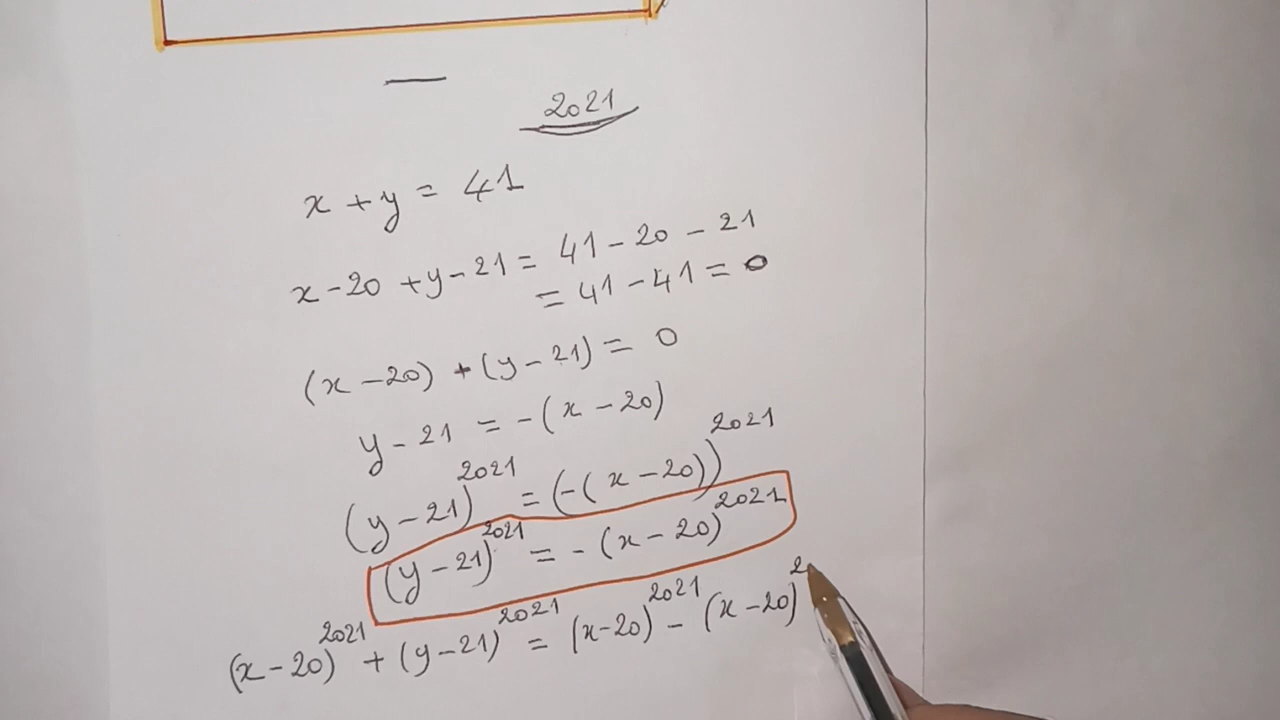 2021
x + y = 41
x - 20 + y - 21 = 41 - 20 - 21
= 41 - 41 = 0
(x - 20) + (y - 21) = 0
y - 21 = -(x - 20)
(y - 21)^2021 = (-(x - 20))^2021
(y - 21)^2021 = -(x - 20)^2021
(x - 20)^2021 + (y - 21)^2021 = (x - 20)^2021 - (x - 20)^2